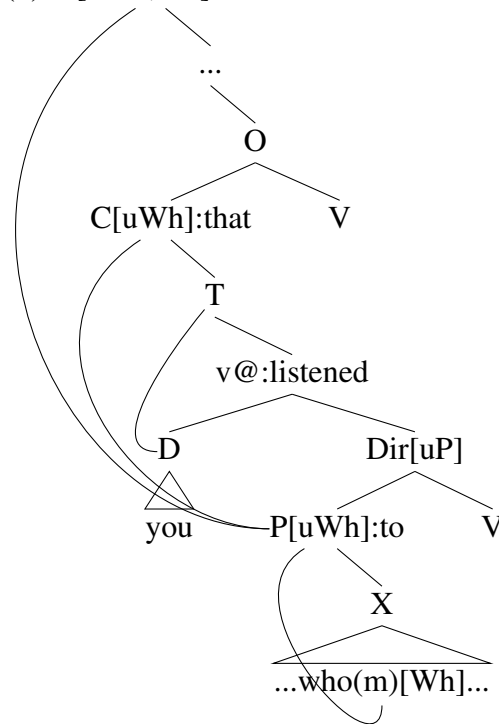 ...
O
C[uWh]:that V
T
v@:listened
D Dir[uP]
you P[uWh]:to V
X
...who(m)[Wh]...